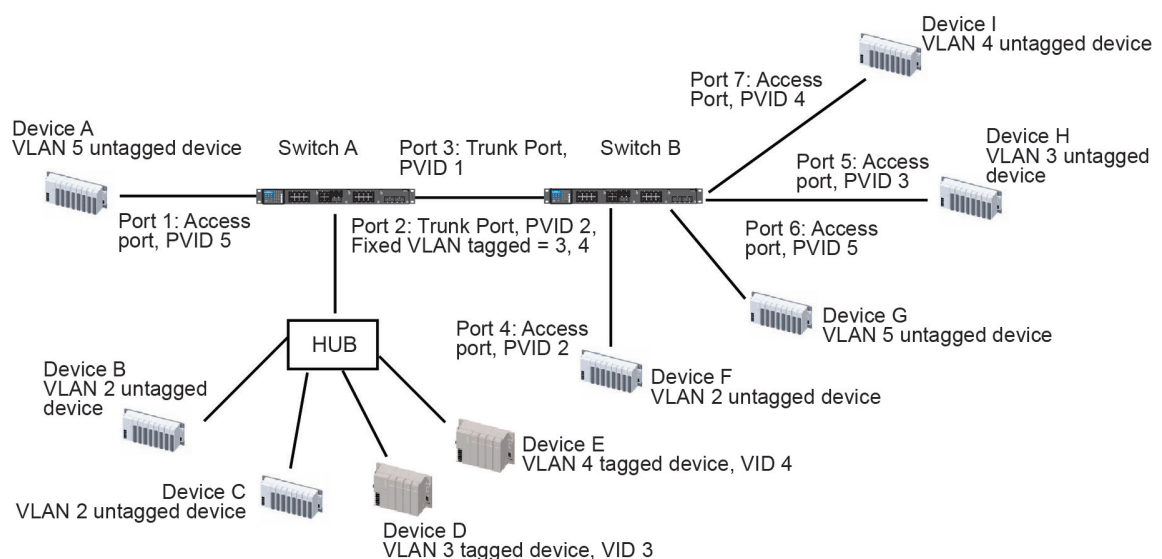 Device I
VLAN 4 untagged device
Port 7: Access
Port, PVID 4
Device A
VLAN 5 untagged device
Switch A
Port 3: Trunk Port,
PVID 1
Switch B
Device H
VLAN 3 untagged
device
Port 5: Access
port, PVID 3
Port 1: Access
port, PVID 5
Port 2: Trunk Port, PVID 2,
Fixed VLAN tagged = 3, 4
Port 6: Access
port, PVID 5
HUB
Port 4: Access
port, PVID 2
Device G
VLAN 5 untagged device
Device B
VLAN 2 untagged
device
Device F
VLAN 2 untagged device
Device E
VLAN 4 tagged device, VID 4
Device C
VLAN 2 untagged device
Device D
VLAN 3 tagged device, VID 3